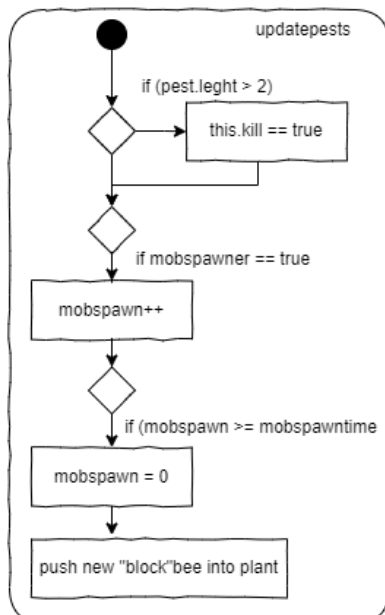 updatepests
if (pest.leght > 2)
this.kill == true
if mobspawner == true
mobspawn++
if (mobspawn >= mobspawntime
mobspawn = 0
push new "block"bee into plant